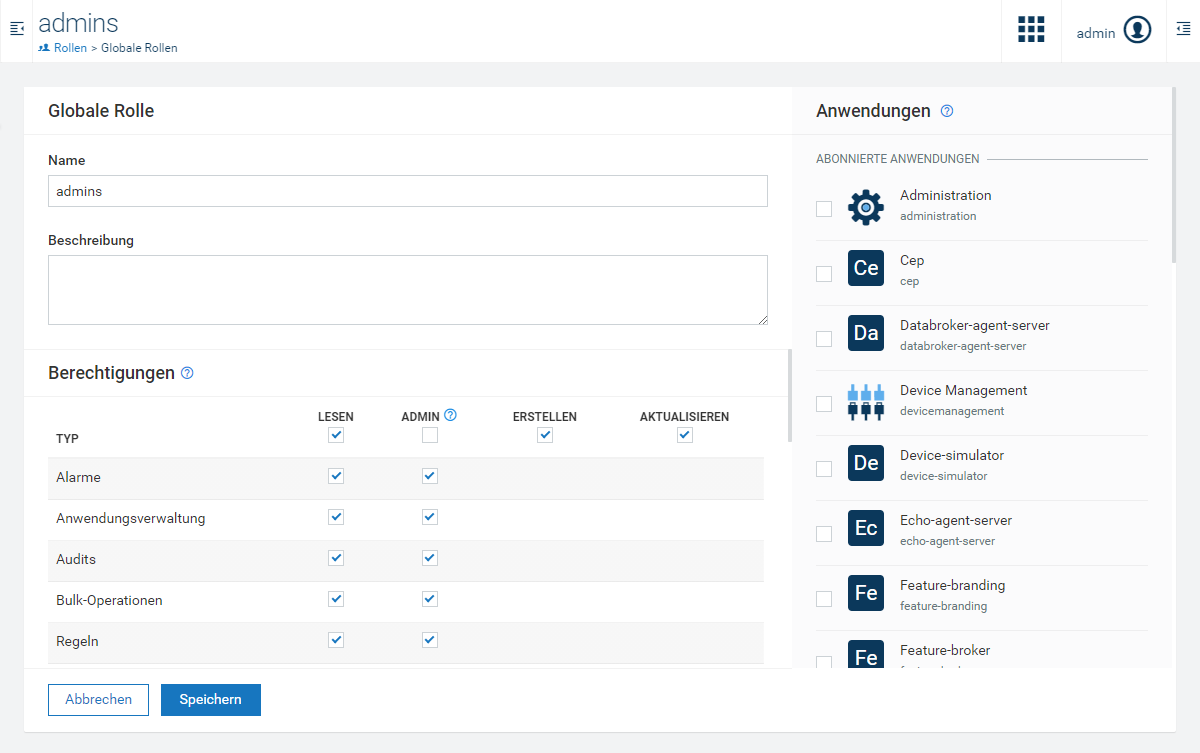 admins
Rollen > Globale Rollen
admin
Globale Rolle
Name
admins
Beschreibung
Berechtigungen
TYP
LESEN
ADMIN
ERSTELLEN
AKTUALISIEREN
Alarme
Anwendungsverwaltung
Audits
Bulk-Operationen
Regeln
Abbrechen
Speichern
Anwendungen
ABONNIERTE ANWENDUNGEN
Administration
administration
Ce
Cep
cep
Da
Databroker-agent-server
databroker-agent-server
Device Management
devicemanagement
De
Device-simulator
device-simulator
Ec
Echo-agent-server
echo-agent-server
Fe
Feature-branding
feature-branding
Fe
Feature-broker